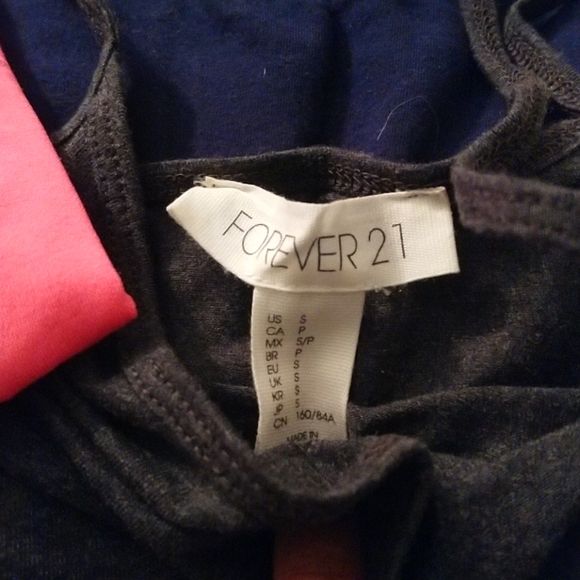 FOREVER 21
US S
CA P
MX S/P
BR P
EU S
UK S
KR S
JP S
CN 160/84A
MADE IN